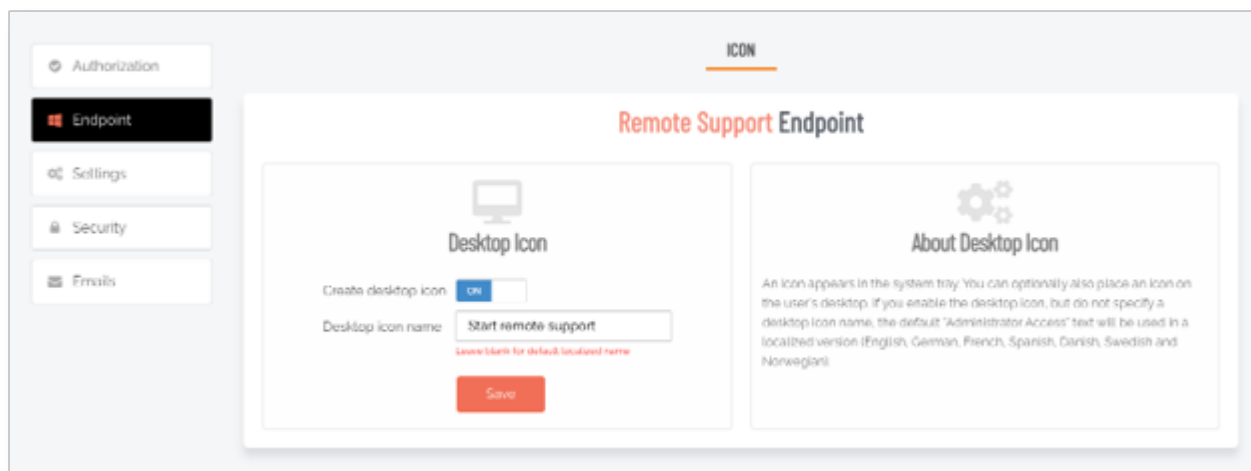 ICON
Authorization
Endpoint
Settings
Security
Emails
Remote Support Endpoint
Desktop Icon
Create desktop icon ON
Desktop icon name Start remote support
Leave blank for default localized name
Save
About Desktop Icon
An icon appears in the system tray. You can optionally also place an icon on
the user's desktop. If you enable the desktop icon, but do not specify a
desktop icon name, the default "Administrator Access" text will be used in a
localized version (English, German, French, Spanish, Danish, Swedish and
Norwegian).